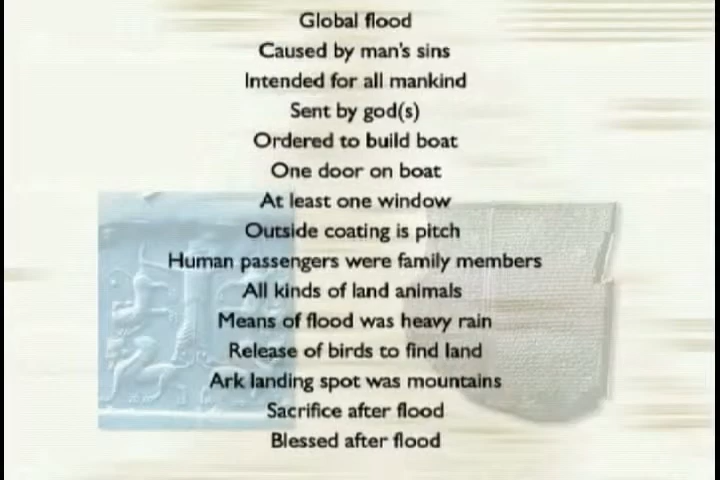 Global flood
Caused by man's sins
Intended for all mankind
Sent by god(s)
Ordered to build boat
One door on boat
At least one window
Outside coating is pitch
Human passengers were family members
All kinds of land animals
Means of flood was heavy rain
Release of birds to find land
Ark landing spot was mountains
Sacrifice after flood
Blessed after flood